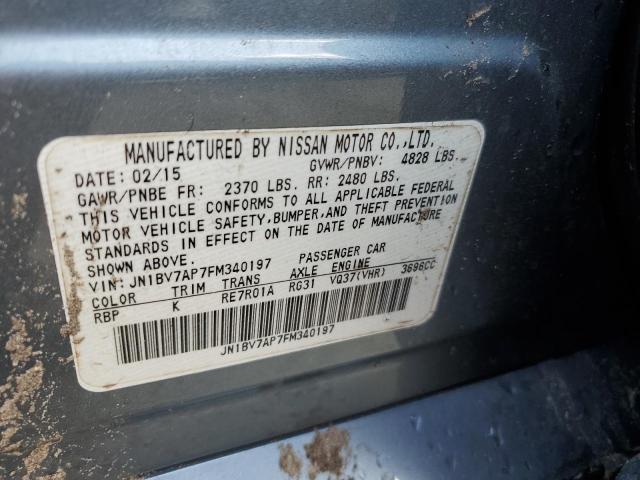 MANUFACTURED BY NISSAN MOTOR CO.,LTD.
DATE: 02/15 GVWR/PNBV: 4828 LBS.
GAWR/PNBE FR: 2370 LBS. RR: 2480 LBS.
THIS VEHICLE CONFORMS TO ALL APPLICABLE FEDERAL
MOTOR VEHICLE SAFETY, BUMPER, AND THEFT PREVENTION
STANDARDS IN EFFECT ON THE DATE OF MANUFACTURE
SHOWN ABOVE.
VIN: JN1BV7AP7FM340197 PASSENGER CAR
COLOR TRIM TRANS AXLE ENGINE
RBP K RE7R01A RG31 VQ37(VHR) 3696CC
JN1BV7AP7FM340197